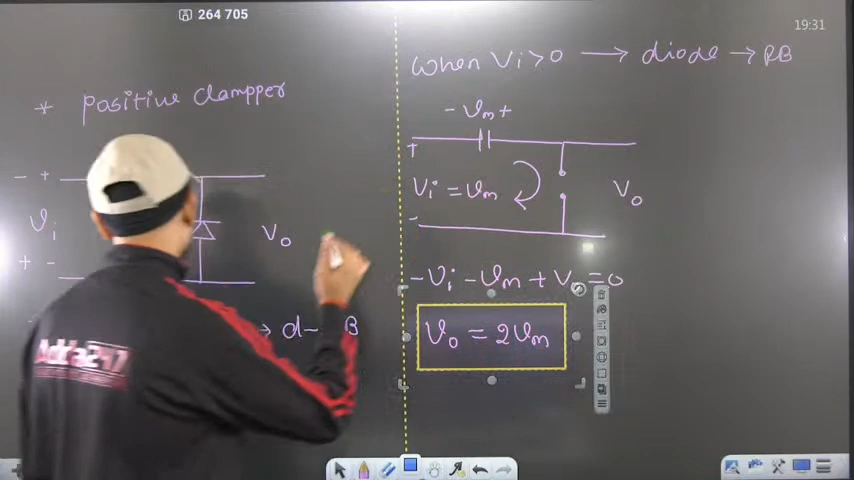 264 705
19:31
* positive clampper
- +
Vi
+ -
Vo
d- B
When Vi>0 → diode → RB
- Vm +
+
Vi = Vm
-
Vo
-Vi - Vm + Vo = 0
Vo = 2Vm
Adda247